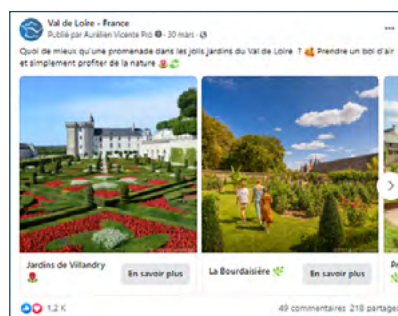 Val de Loire - France
Publié par Aurélien Vicente Pro · 30 mars ·
Quoi de mieux qu'une promenade dans les jolis jardins du Val de Loire ? Prendre un bol d'air
et simplement profiter de la nature
Jardins de Villandry
En savoir plus
La Bourdaisière
En savoir plus
1,2 K
49 commentaires 218 partages